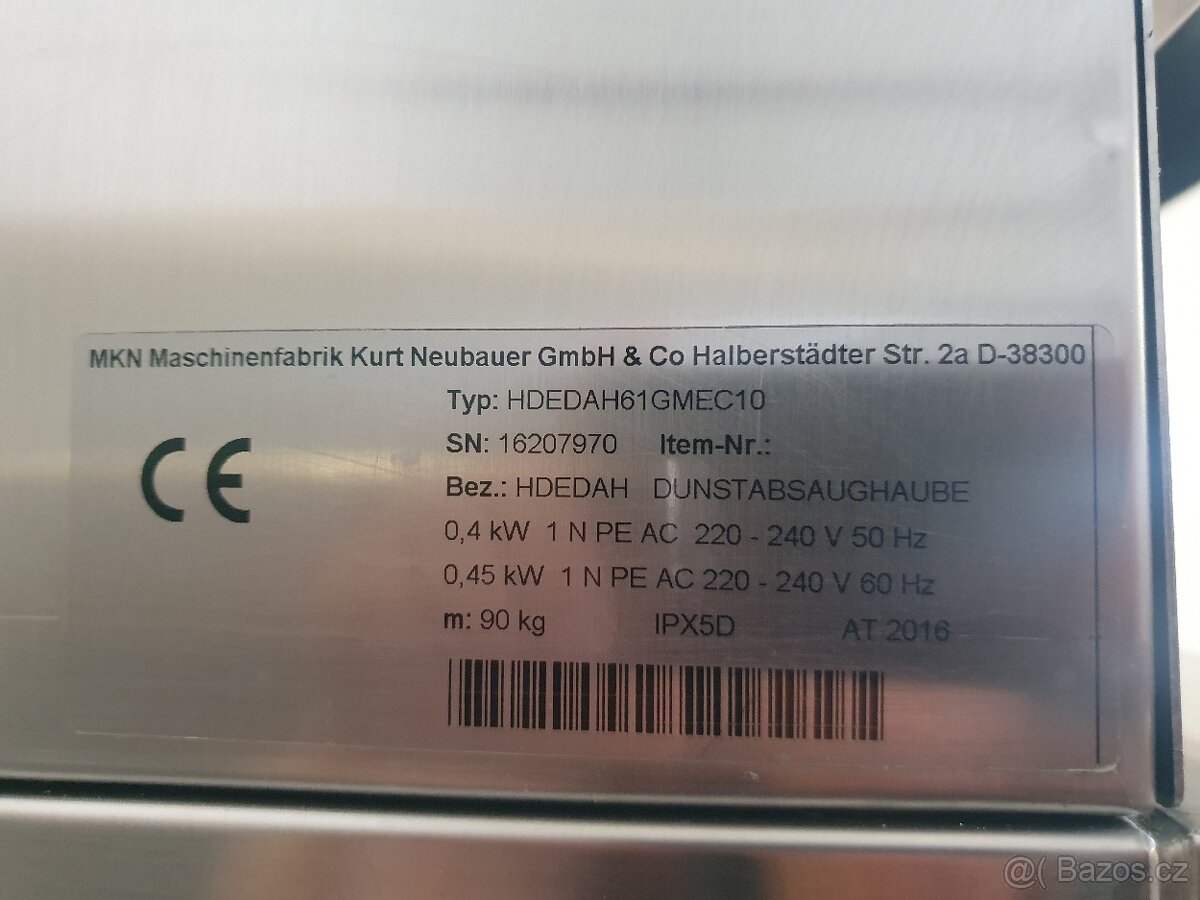 MKN Maschinenfabrik Kurt Neubauer GmbH & Co Halberstädter Str. 2a D-38300
Typ: HDEDAH61GMEC10
CE
SN: 16207970 Item-Nr.:
Bez.: HDEDAH DUNSTABSAUGHAUBE
0,4 kW 1 N PE AC 220 - 240 V 50 Hz
0,45 kW 1 N PE AC 220 - 240 V 60 Hz
m: 90 kg IPX5D AT 2016
@( Bazos.cz